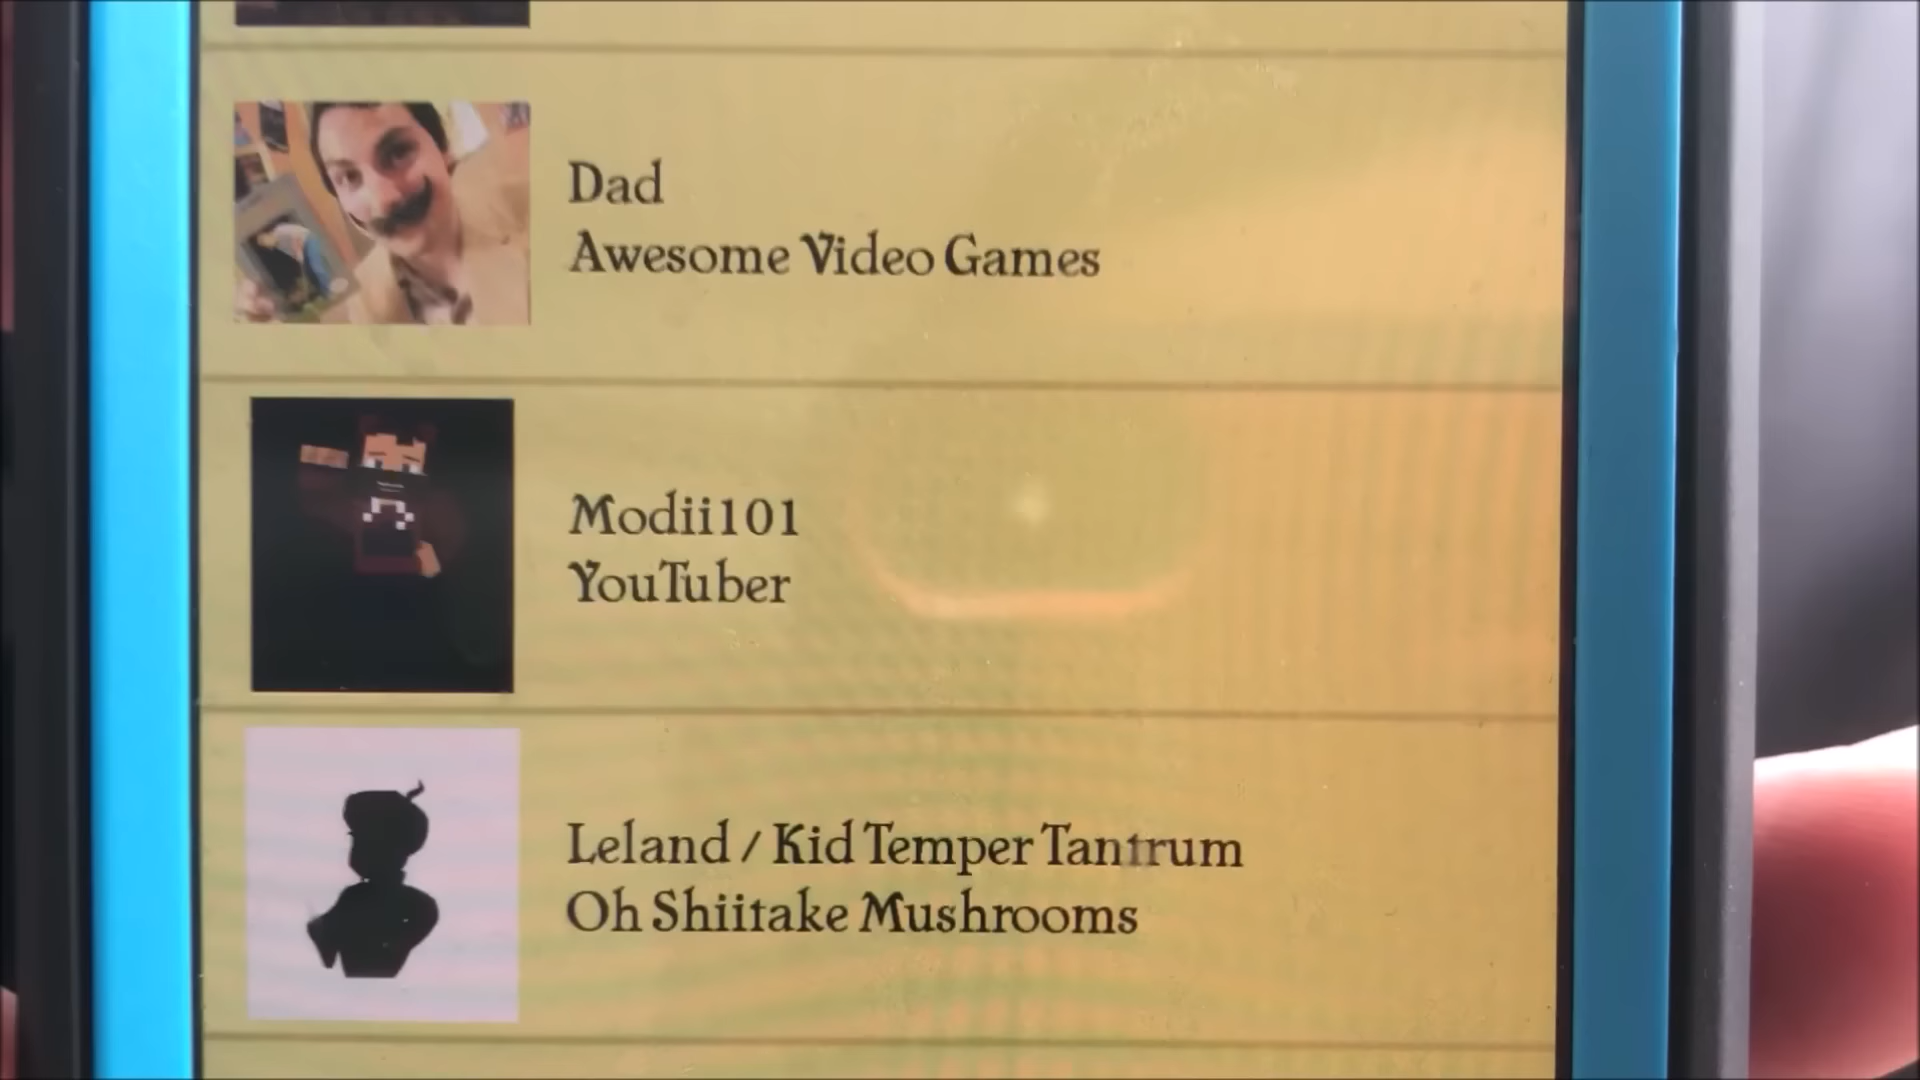 Dad
Awesome Video Games
Modii101
YouTuber
Leland / Kid Temper Tantrum
Oh Shiitake Mushrooms